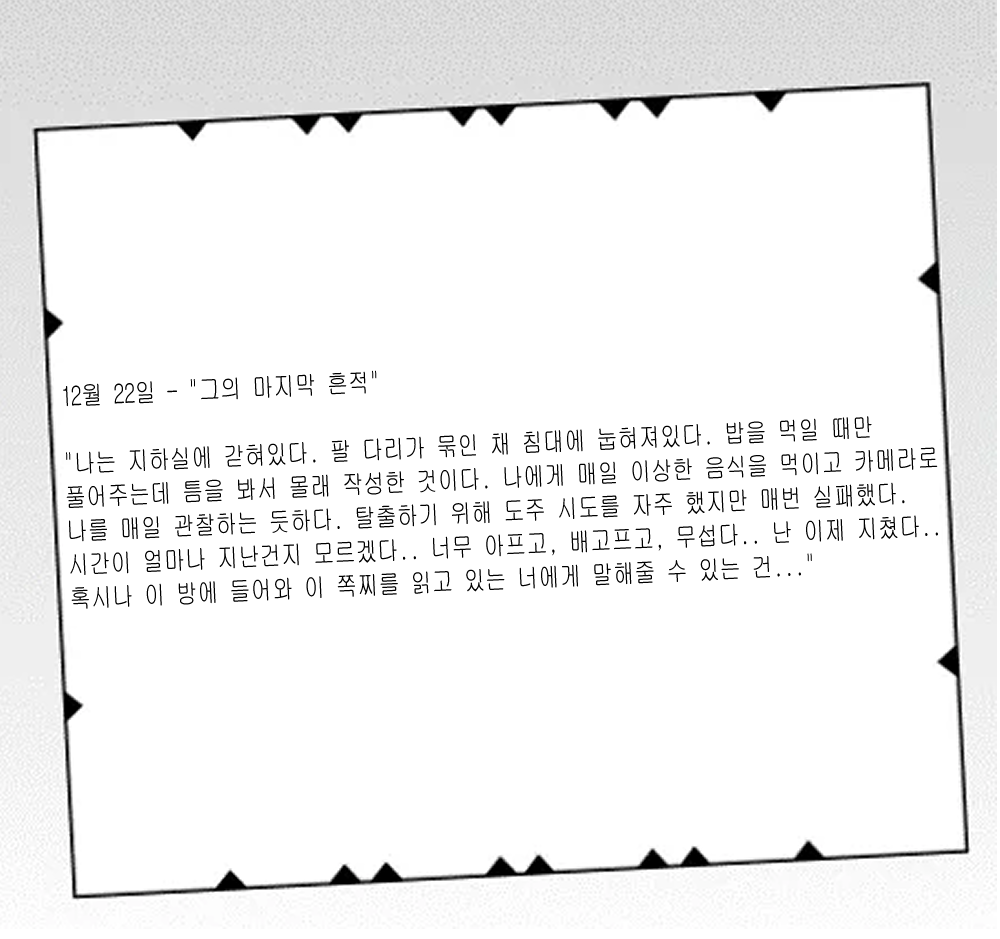 12월 22일 - "그의 마지막 흔적"
"나는 지하실에 갇혀있다. 팔 다리가 묶인 채 침대에 눕혀져있다. 밥을 먹일 때만
풀어주는데 틈을 봐서 몰래 작성한 것이다. 나에게 매일 이상한 음식을 먹이고 카메라로
나를 매일 관찰하는 듯하다. 탈출하기 위해 도주 시도를 자주 했지만 매번 실패했다.
시간이 얼마나 지난건지 모르겠다.. 너무 아프고, 배고프고, 무섭다.. 난 이제 지쳤다..
혹시나 이 방에 들어와 이 쪽찌를 읽고 있는 너에게 말해줄 수 있는 건..."